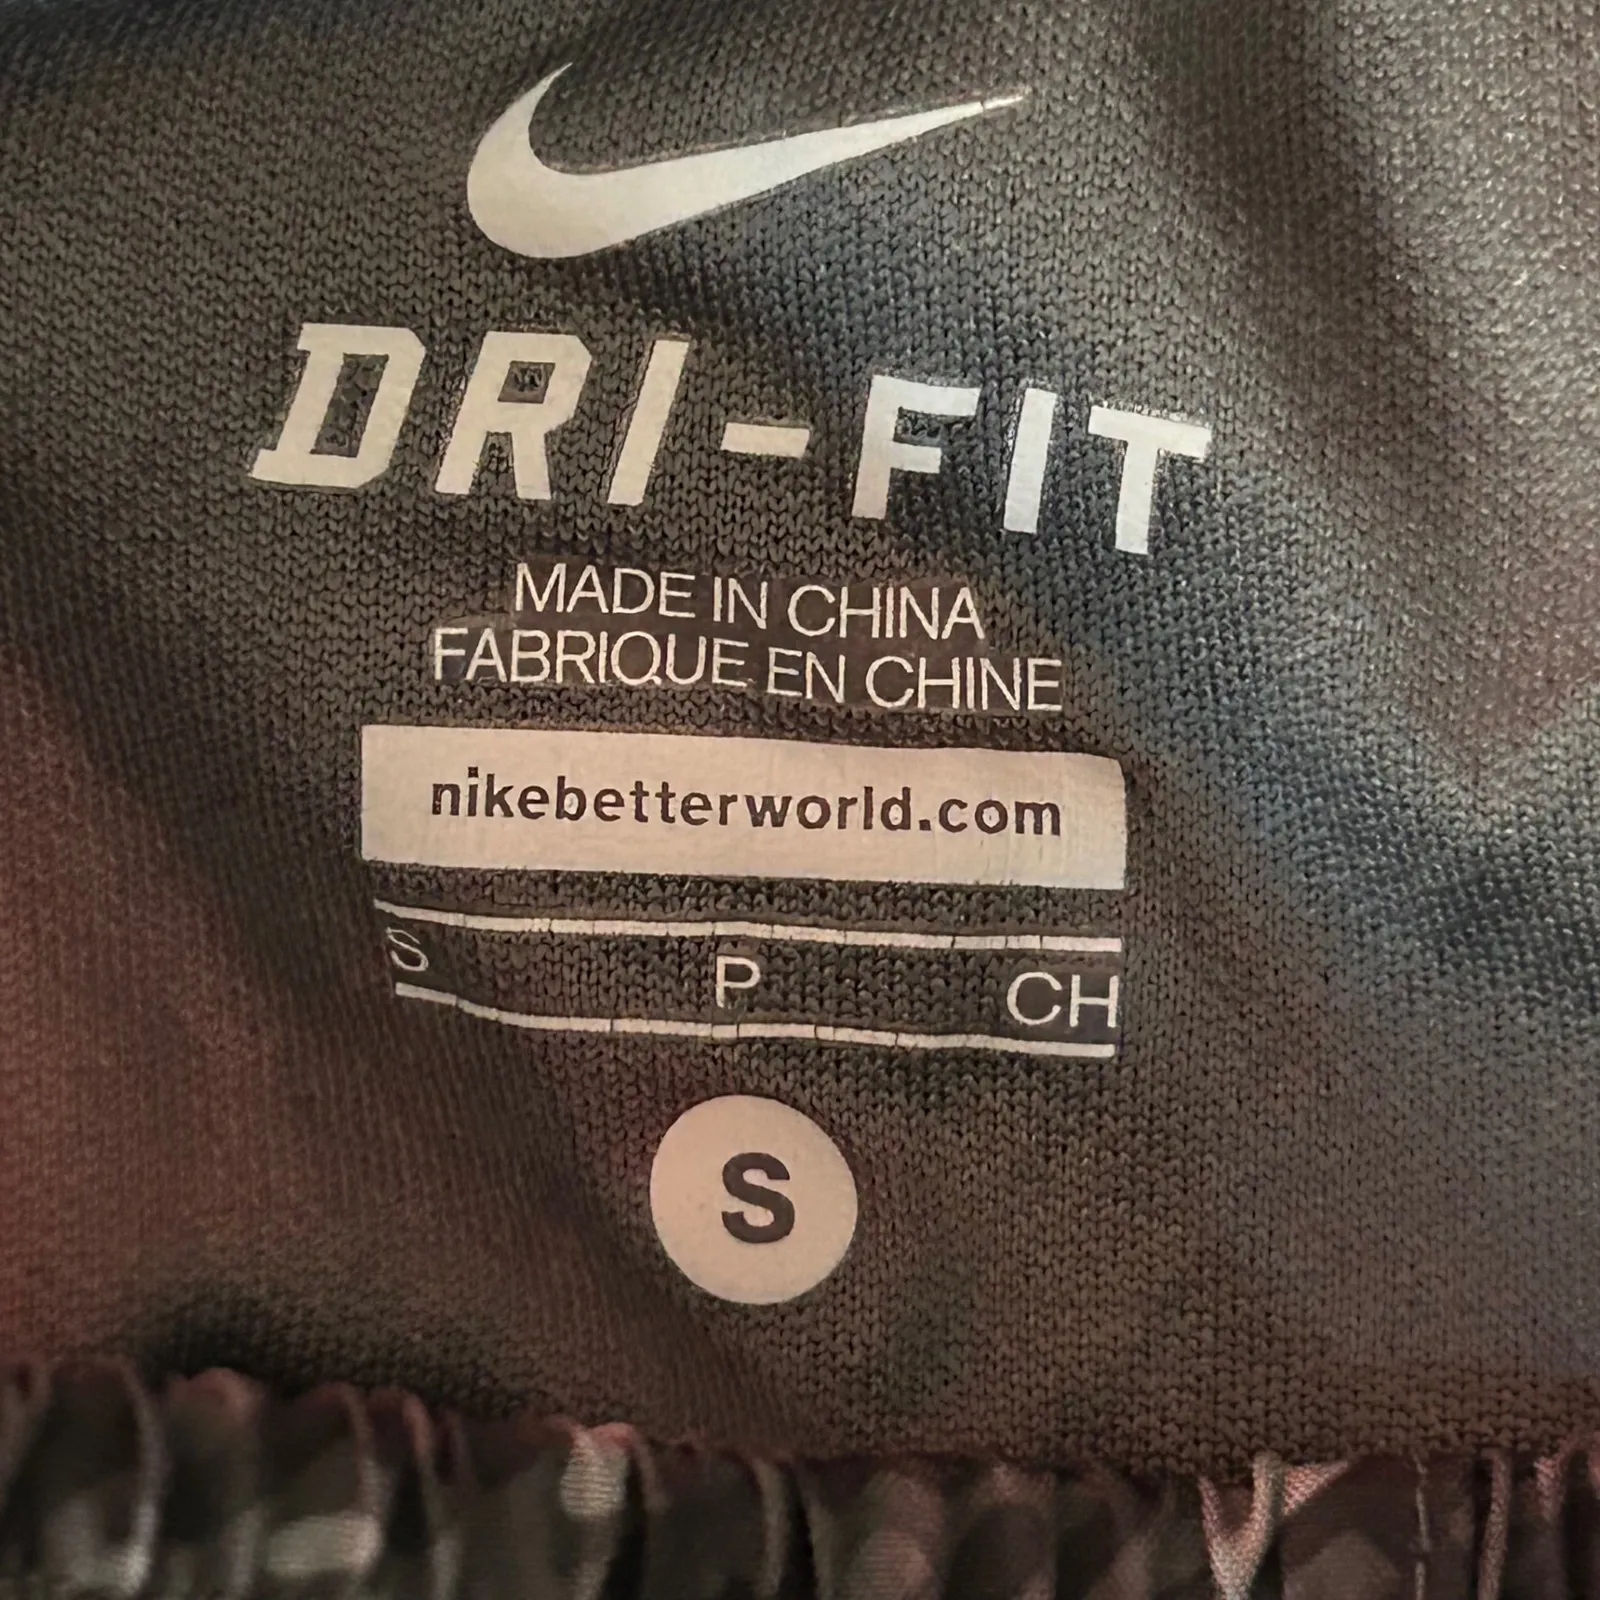 DRI-FIT
MADE IN CHINA
FABRIQUE EN CHINE
nikebetterworld.com
S P CH
S